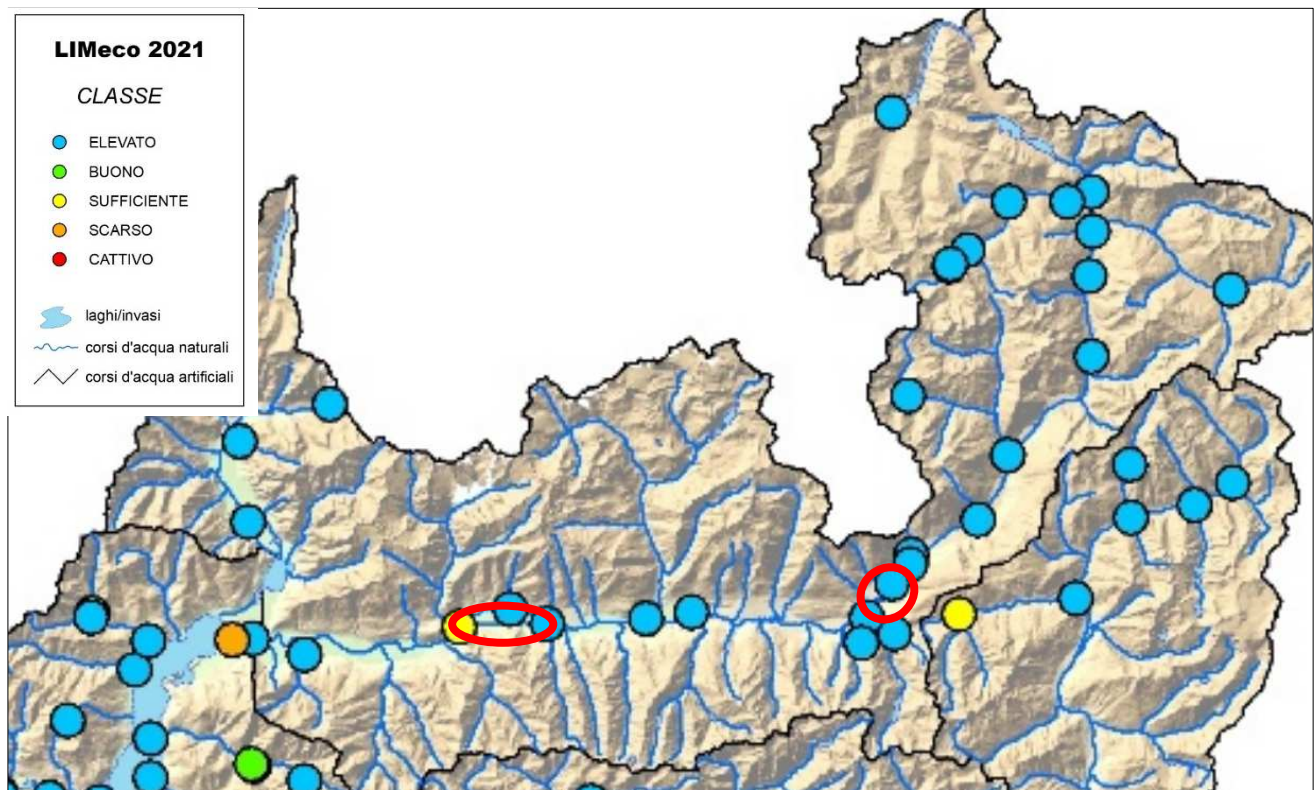 LIMeco 2021
CLASSE
ELEVATO
BUONO
SUFFICIENTE
SCARSO
CATTIVO
laghi/invasi
corsi d'acqua naturali
corsi d'acqua artificiali